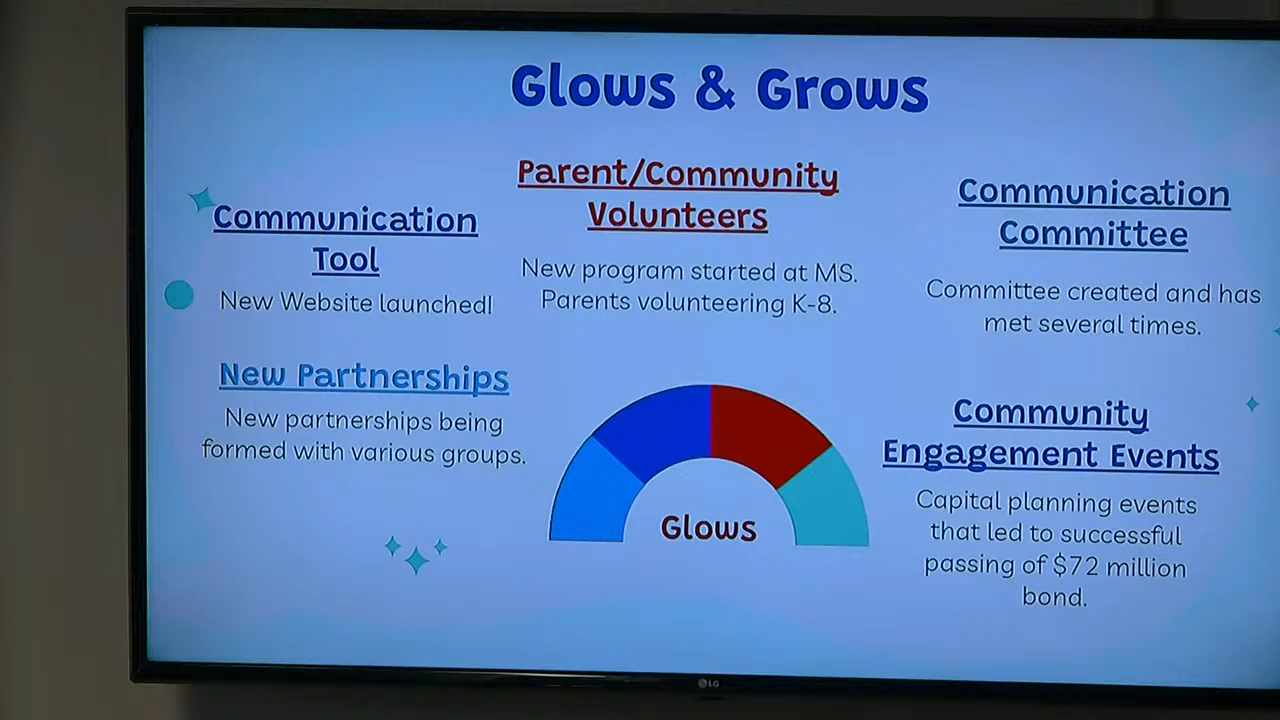 Glows & Grows
Communication
Tool
New Website launched!
New Partnerships
New partnerships being
formed with various groups.
Parent/Community
Volunteers
New program started at MS.
Parents volunteering K-8.
Glows
Communication
Committee
Committee created and has
met several times.
Community
Engagement Events
Capital planning events
that led to successful
passing of $72 million
bond.
LG